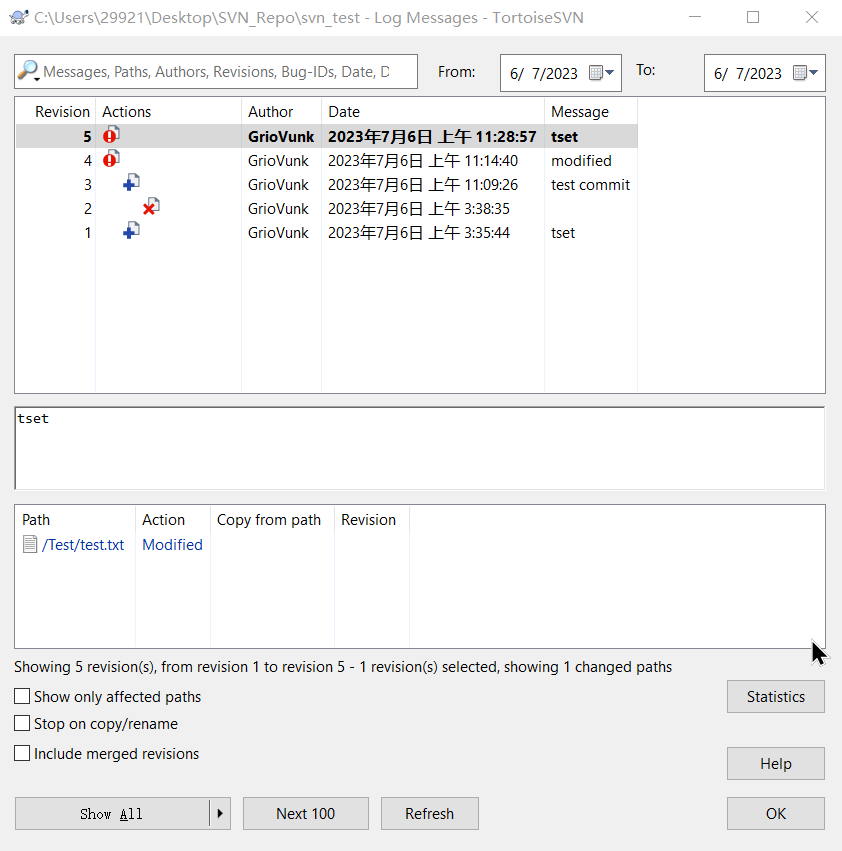 C:\Users\29921\Desktop\SVN_Repo\svn_test - Log Messages - TortoiseSVN
Messages, Paths, Authors, Revisions, Bug-IDs, Date, D From: 6/ 7/2023 To: 6/ 7/2023
Revision Actions Author Date Message
5 GrioVunk 2023年7月6日 上午 11:28:57 tset
4 GrioVunk 2023年7月6日 上午 11:14:40 modified
3 GrioVunk 2023年7月6日 上午 11:09:26 test commit
2 GrioVunk 2023年7月6日 上午 3:38:35
1 GrioVunk 2023年7月6日 上午 3:35:44 tset
tset
Path Action Copy from path Revision
/Test/test.txt Modified
Showing 5 revision(s), from revision 1 to revision 5 - 1 revision(s) selected, showing 1 changed paths
Show only affected paths
Statistics
Stop on copy/rename
Include merged revisions
Help
Show All Next 100 Refresh OK